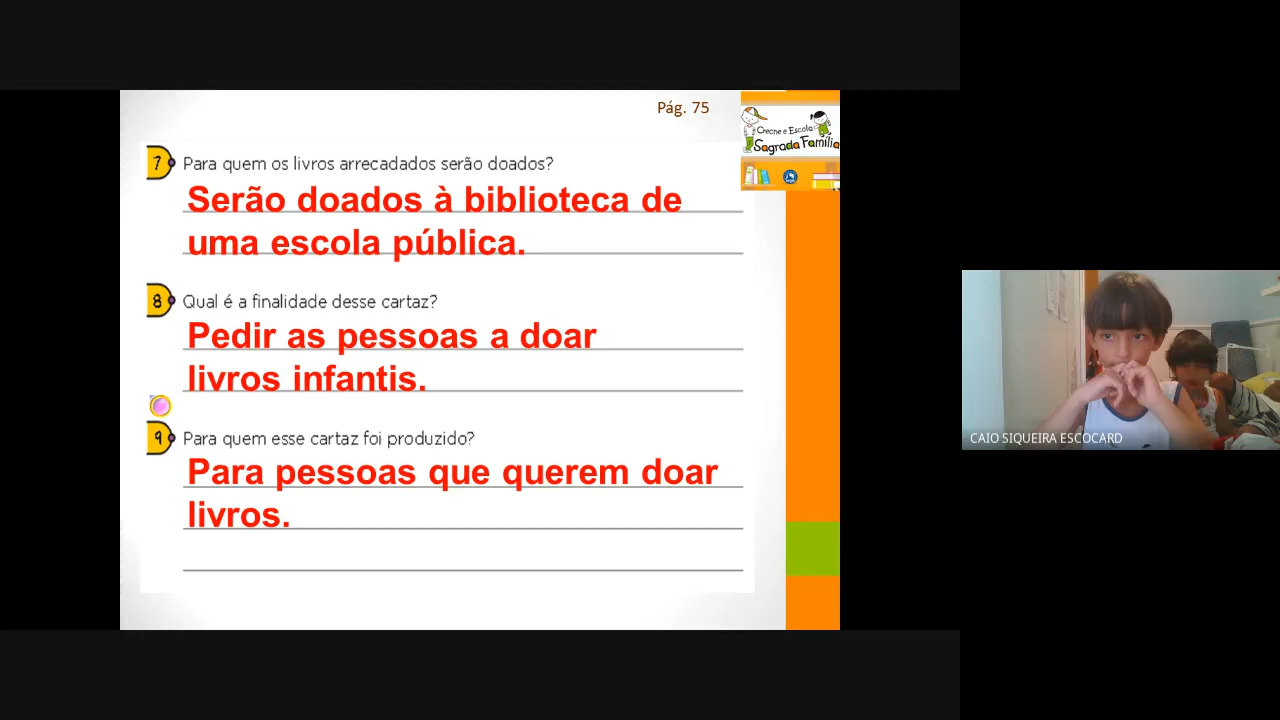 Pág. 75
Creche e Escola
Sagrada Família
7 Para quem os livros arrecadados serão doados?
Serão doados à biblioteca de
uma escola pública.
8 Qual é a finalidade desse cartaz?
Pedir as pessoas a doar
livros infantis.
9 Para quem esse cartaz foi produzido?
Para pessoas que querem doar
livros.
CAIO SIQUEIRA ESCOCARD